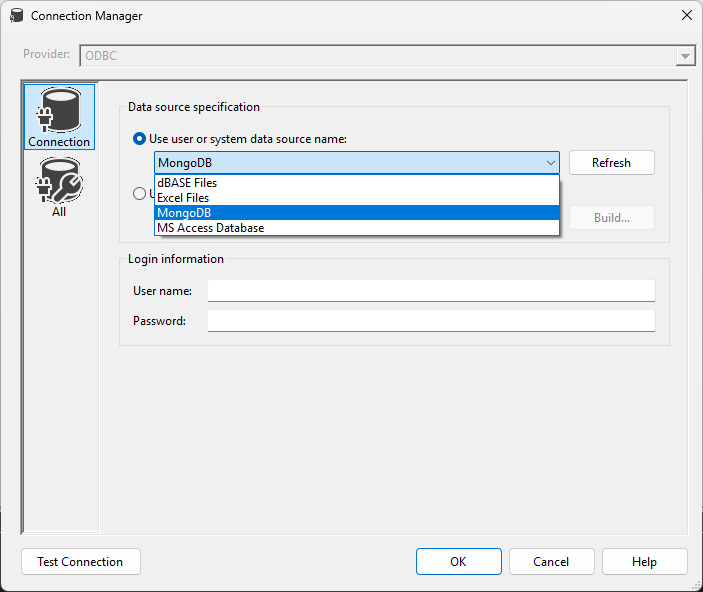 Connection Manager
Provider: ODBC
Connection
All
Data source specification
Use user or system data source name:
MongoDB
Refresh
dBASE Files
Excel Files
MongoDB
MS Access Database
Build...
Login information
User name:
Password:
Test Connection
OK
Cancel
Help